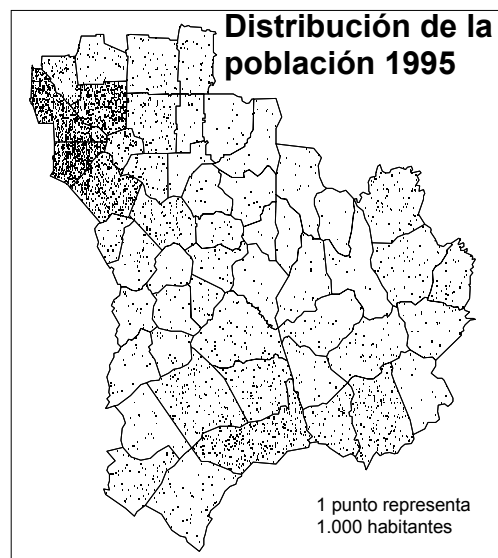 Distribución de la
población 1995
1 punto representa
1.000 habitantes